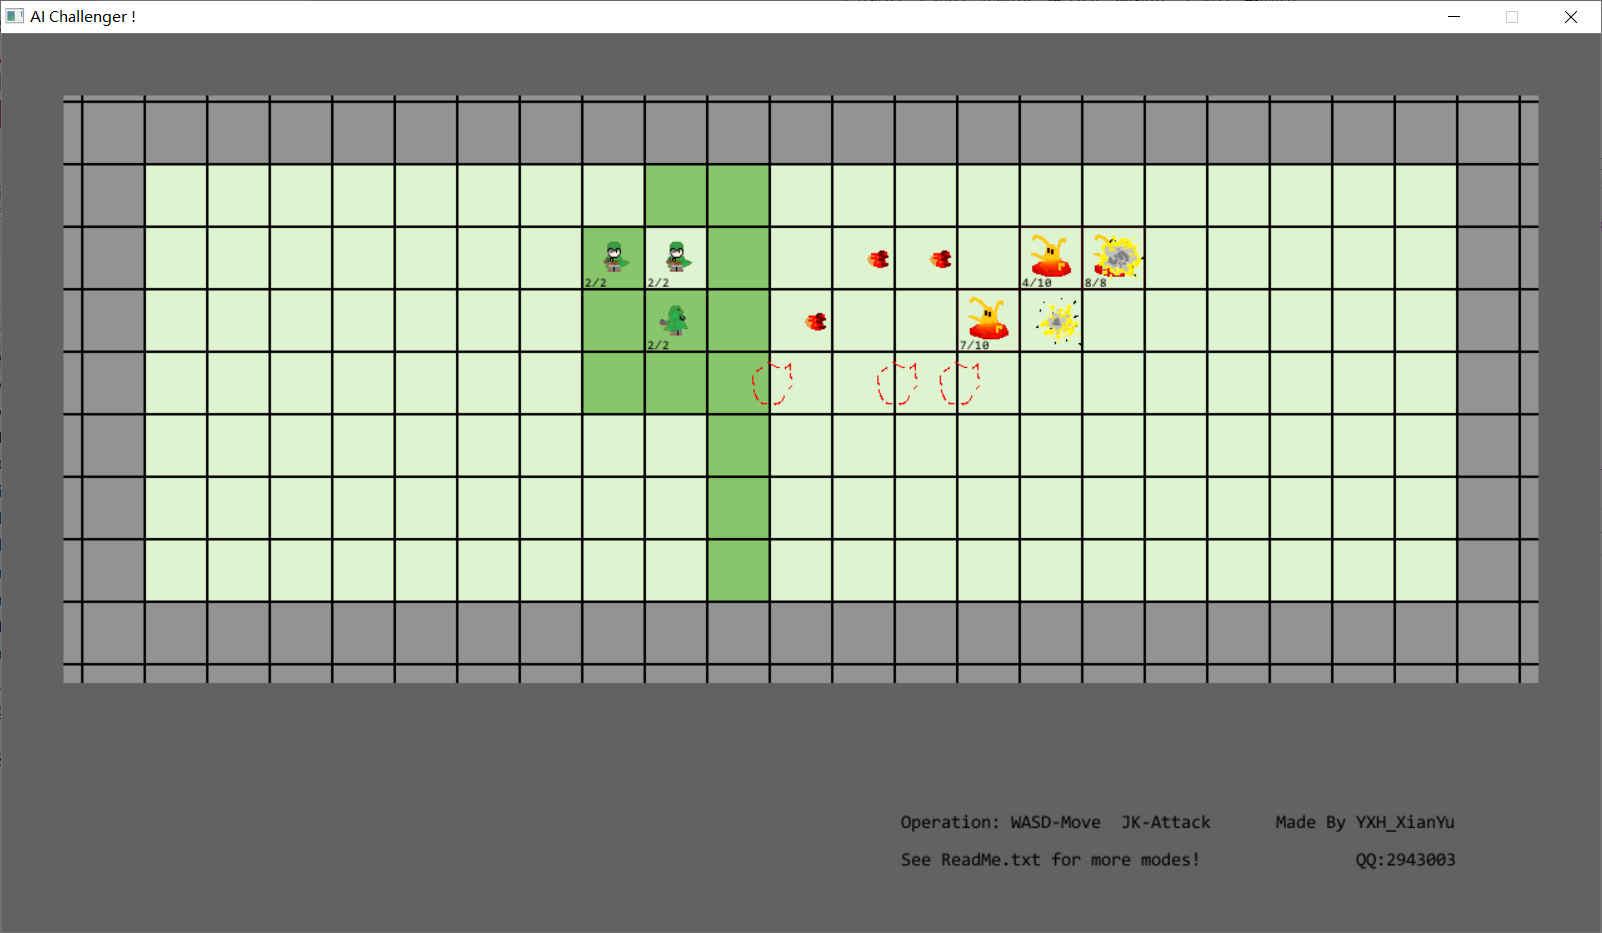 AI Challenger !
2/2
2/2
4/10
8/8
2/2
7/10
Operation: WASD-Move JK-Attack Made By YXH_XianYu
See ReadMe.txt for more modes! QQ:2943003